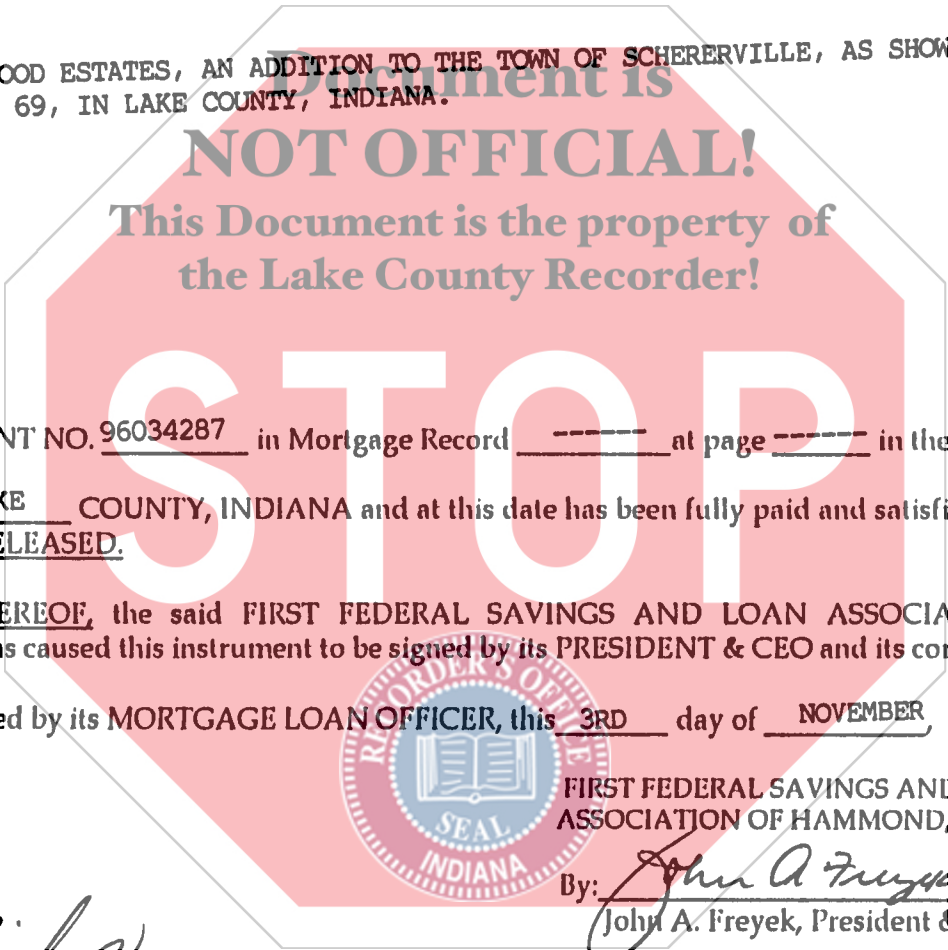 OOD ESTATES, AN ADDITION TO THE TOWN OF SCHERERVILLE, AS SHOW
69, IN LAKE COUNTY, INDIANA.
Document is
NOT OFFICIAL!
This Document is the property of
the Lake County Recorder!
STOP
NT NO. 96034287 in Mortgage Record ------- at page ------- in the
KE COUNTY, INDIANA and at this date has been fully paid and satisfi
ELEASED.
EREOF, the said FIRST FEDERAL SAVINGS AND LOAN ASSOCIA
s caused this instrument to be signed by its PRESIDENT & CEO and its cor
ed by its MORTGAGE LOAN OFFICER, this 3RD day of NOVEMBER,
RECORDER'S OFFICE
SEAL
INDIANA
FIRST FEDERAL SAVINGS AND
ASSOCIATION OF HAMMOND,
By: John A Freyek
John A. Freyek, President &